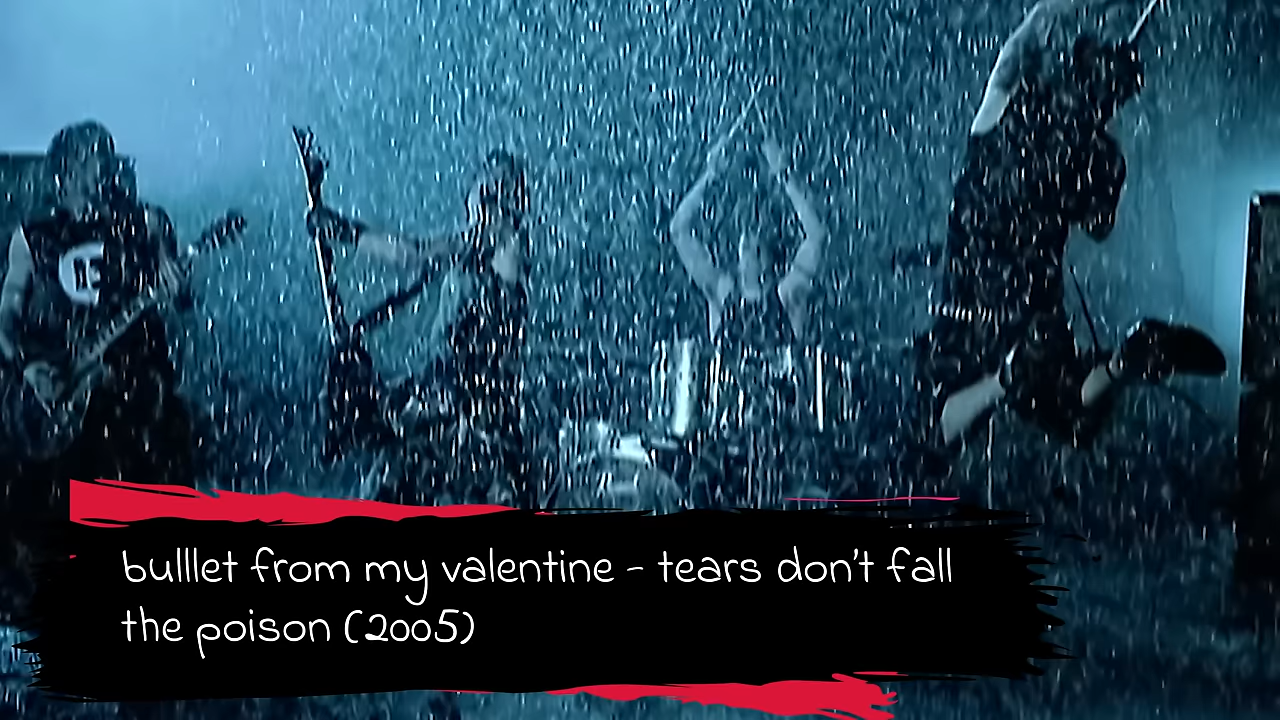 bulllet from my valentine - tears don't fall
the poison (2005)